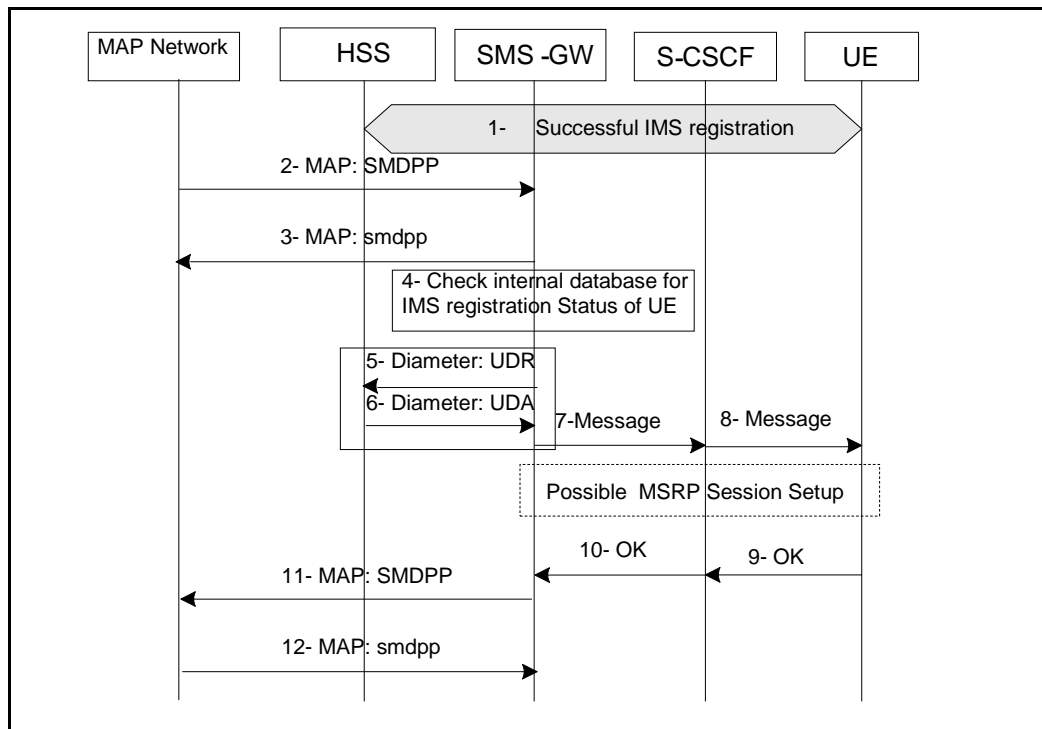 MAP Network
HSS
SMS -GW
S-CSCF
UE
1- Successful IMS registration
2- MAP: SMDPP
3- MAP: smdpp
4- Check internal database for
IMS registration Status of UE
5- Diameter: UDR
6- Diameter: UDA
7-Message
8- Message
Possible MSRP Session Setup
10- OK
9- OK
11- MAP: SMDPP
12- MAP: smdpp